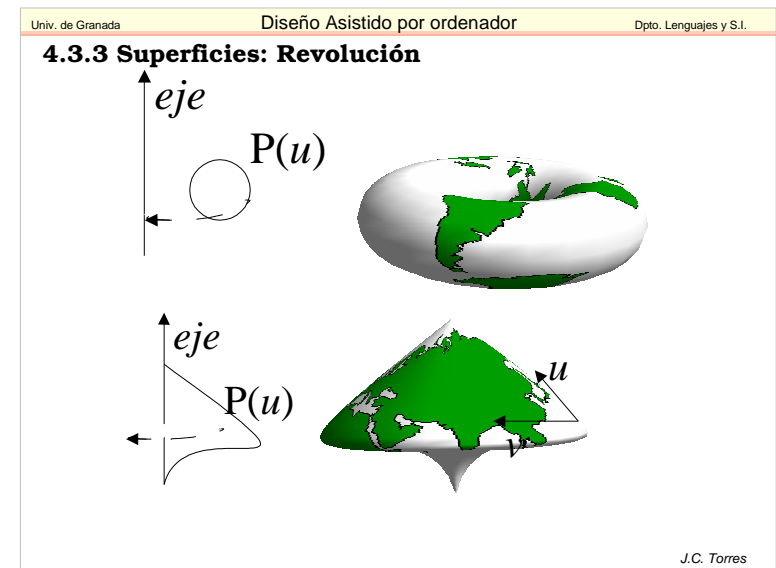 Univ. de Granada Diseño Asistido por ordenador Dpto. Lenguajes y S.I.
4.3.3 Superficies: Revolución
eje
P(u)
eje
P(u)
u
v
J.C. Torres